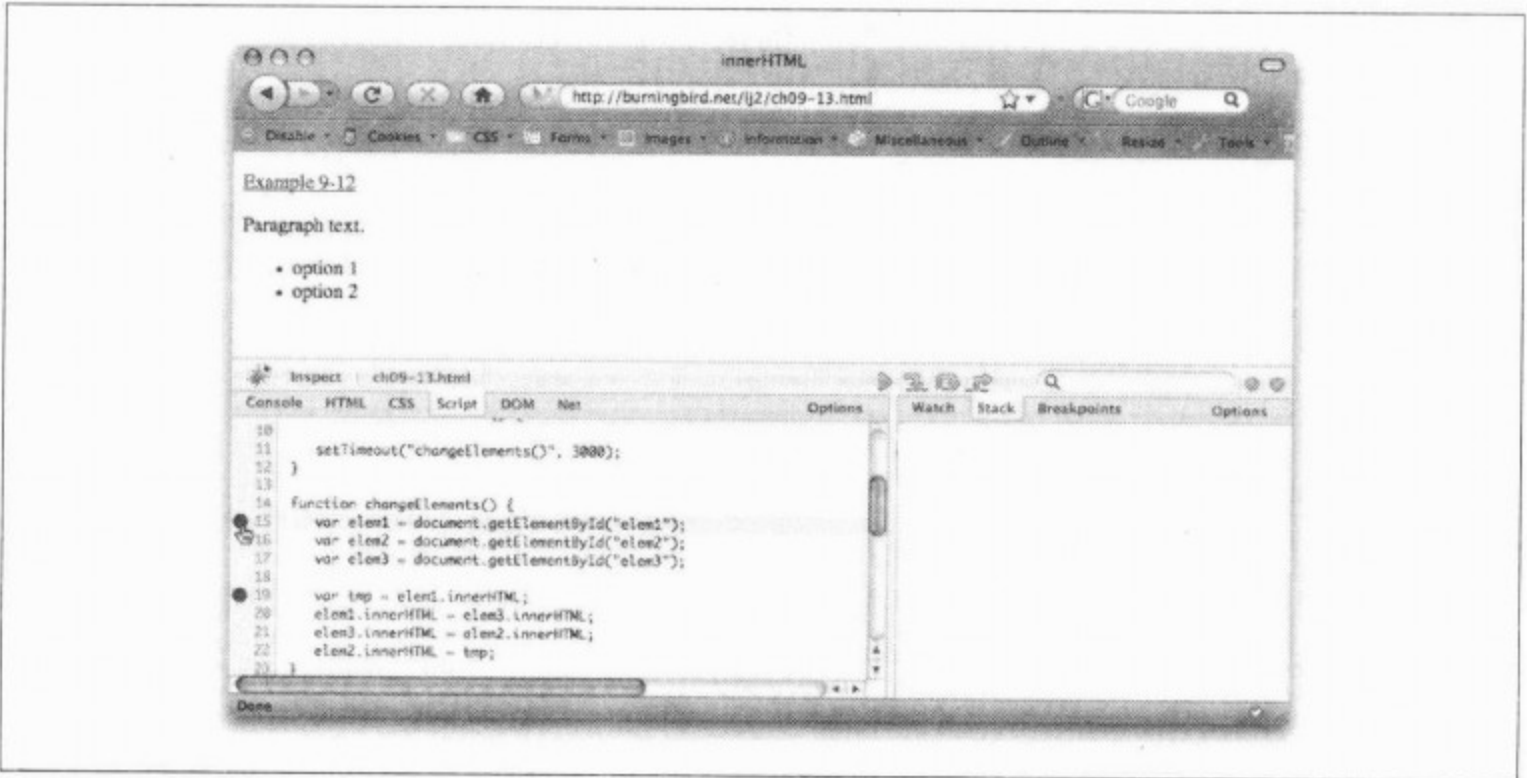 innerHTML
http://burningbird.net/lj2/ch09-13.html
Google
Disable Cookies CSS Forms Images Information Miscellaneous Outline Resize Tools
Example 9-12
Paragraph text.
• option 1
• option 2
Inspect ch09-13.html
Console HTML CSS Script DOM Net Options
Watch Stack Breakpoints Options
10
11 setTimeout("changeElements()", 3000);
12 }
13
14 function changeElements() {
15 var elem1 = document.getElementById("elem1");
16 var elem2 = document.getElementById("elem2");
17 var elem3 = document.getElementById("elem3");
18
19 var tmp = elem1.innerHTML;
20 elem1.innerHTML = elem3.innerHTML;
21 elem3.innerHTML = elem2.innerHTML;
22 elem2.innerHTML = tmp;
23 }
Done